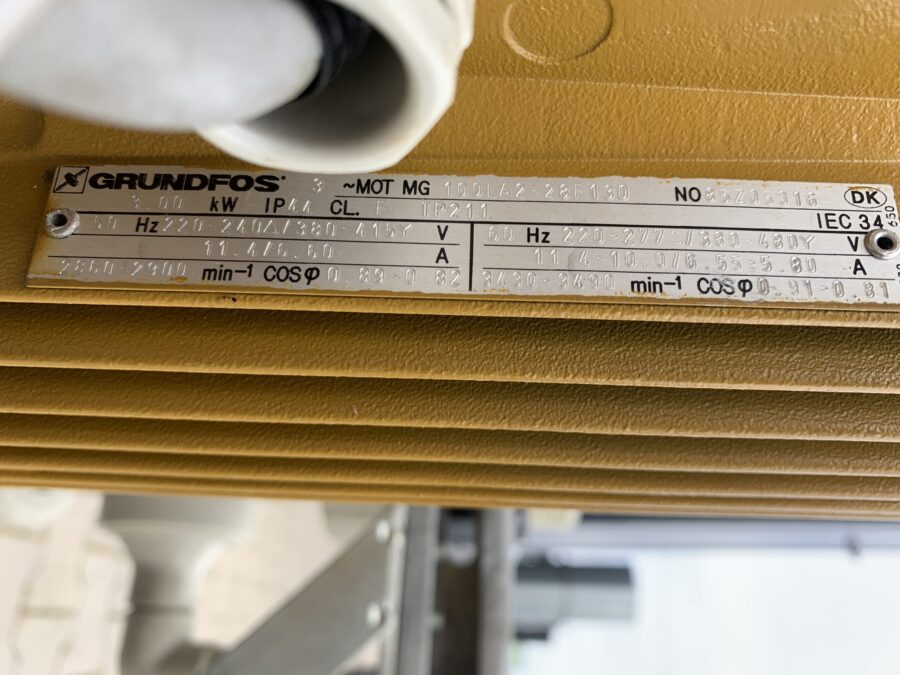 GRUNDFOS 3 ~MOT MG 100LA2-28F130 NO 85Z05016 DK
3.00 kW IP44 CL. F TP211 IEC 34
50 Hz 220-240Δ/380-415Y V
11.4/6.60 A
2860-2900 min⁻¹ COSφ 0.89-0.82
60 Hz 220-277 /380-480Y V
11.4-10.0/6.55-5.80 A
3430-3490 min⁻¹ COSφ 0.91-0.81
650